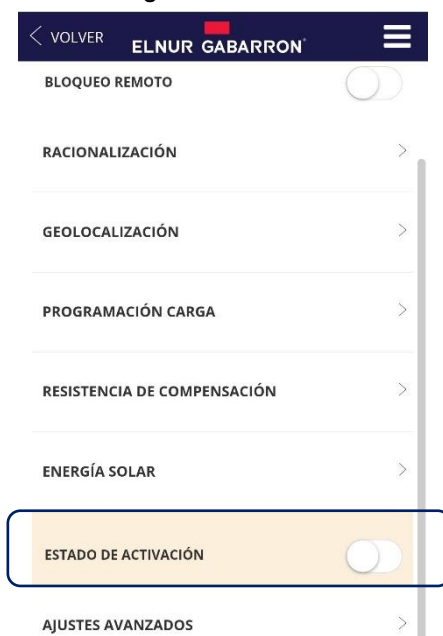 < VOLVER ELNUR GABARRON
BLOQUEO REMOTO
RACIONALIZACIÓN
GEOLOCALIZACIÓN
PROGRAMACIÓN CARGA
RESISTENCIA DE COMPENSACIÓN
ENERGÍA SOLAR
ESTADO DE ACTIVACIÓN
AJUSTES AVANZADOS